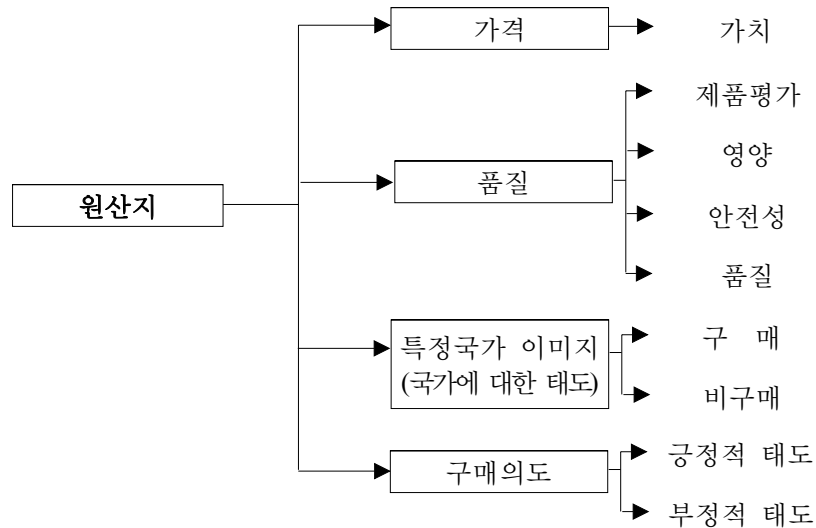 가격
가치
제품평가
영양
품질
원산지
안전성
품질
특정국가 이미지
(국가에 대한 태도)
구 매
비구매
긍정적 태도
구매의도
부정적 태도